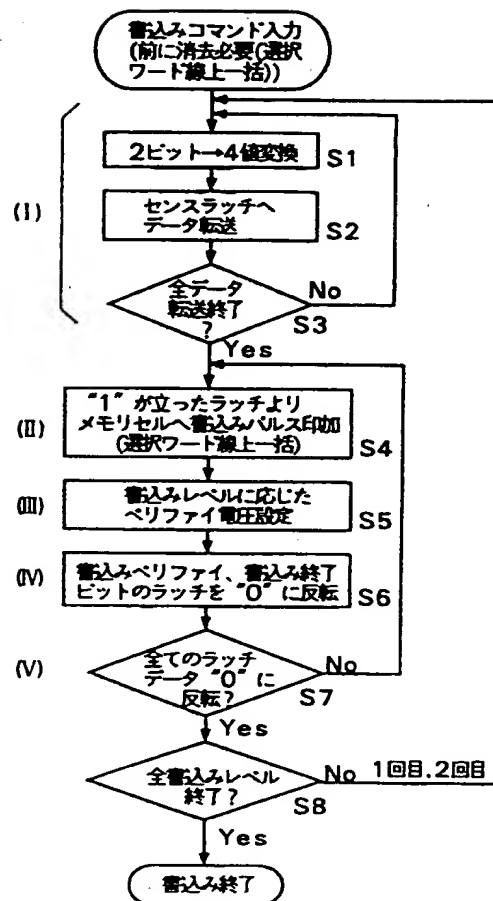 書込みコマンド入力
(前に消去必要(選択
ワード線上一括))
(I)
2ビット→4値変換
S1
センスラッチへ
データ転送
S2
全データ
転送終了
?
No
S3
Yes
(II)
"1"が立ったラッチより
メモリセルへ書込みパルス印加
(選択ワード線上一括)
S4
(III)
書込みレベルに応じた
ベリファイ電圧設定
S5
(IV)
書込みベリファイ、書込み終了
ビットのラッチを"0"に反転
S6
(V)
全てのラッチ
データ"0"に
反転?
No
S7
Yes
全書込みレベル
終了?
No 1回目.2回目
S8
Yes
書込み終了